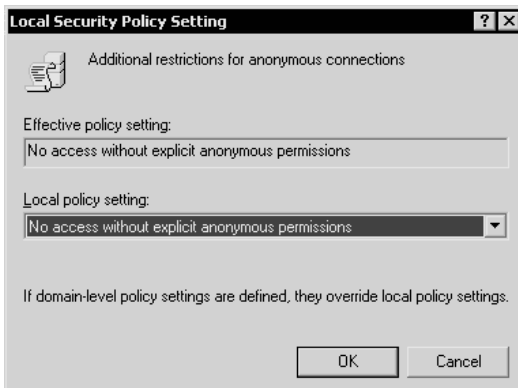 Local Security Policy Setting
Additional restrictions for anonymous connections
Effective policy setting:
No access without explicit anonymous permissions
Local policy setting:
No access without explicit anonymous permissions
If domain-level policy settings are defined, they override local policy settings.
OK Cancel